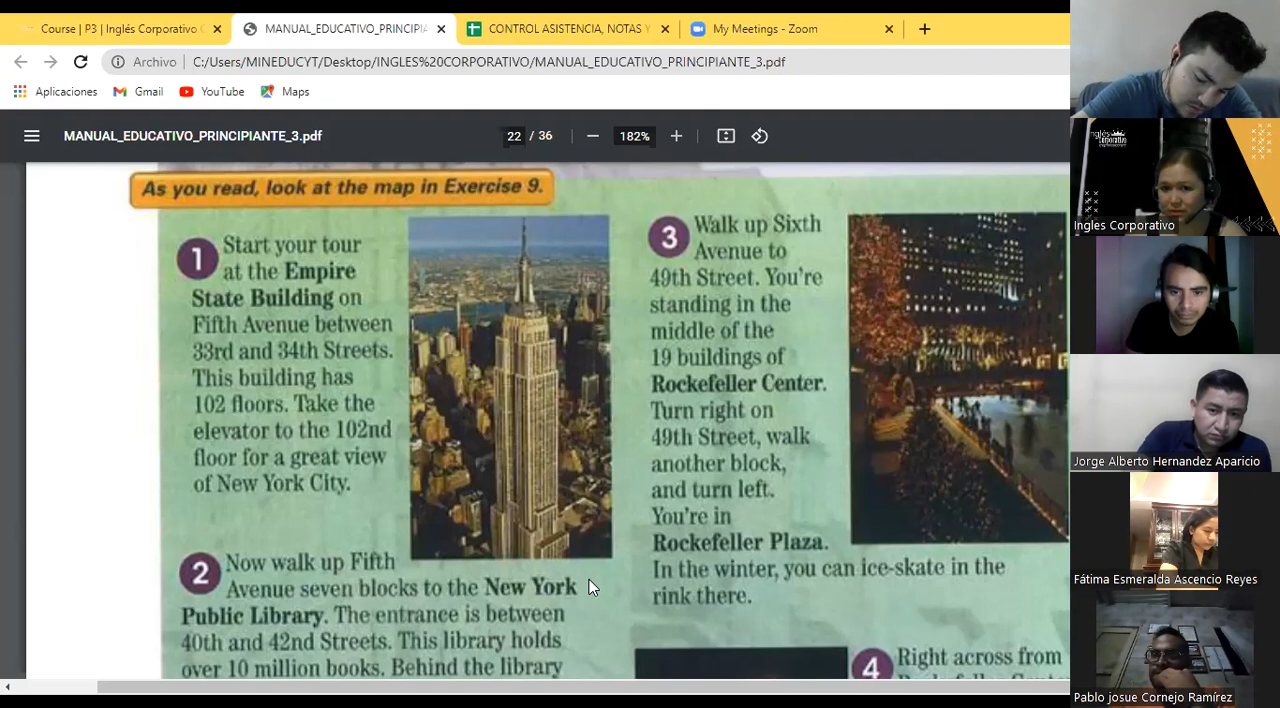 Course | P3 | Inglés Corporativo
MANUAL_EDUCATIVO_PRINCIPIA
CONTROL ASISTENCIA, NOTAS Y
My Meetings - Zoom
Archivo
C:/Users/MINEDUCYT/Desktop/INGLES%20CORPORATIVO/MANUAL_EDUCATIVO_PRINCIPIANTE_3.pdf
Aplicaciones
Gmail
YouTube
Maps
MANUAL_EDUCATIVO_PRINCIPIANTE_3.pdf
22 / 36
182%
As you read, look at the map in Exercise 9.
1 Start your tour
at the Empire
State Building on
Fifth Avenue between
33rd and 34th Streets.
This building has
102 floors. Take the
elevator to the 102nd
floor for a great view
of New York City.
2 Now walk up Fifth
Avenue seven blocks to the New York
Public Library. The entrance is between
40th and 42nd Streets. This library holds
over 10 million books. Behind the library
3 Walk up Sixth
Avenue to
49th Street. You're
standing in the
middle of the
19 buildings of
Rockefeller Center.
Turn right on
49th Street, walk
another block,
and turn left.
You're in
Rockefeller Plaza.
In the winter, you can ice-skate in the
rink there.
4 Right across from
Inglés
Corporativo
Ingles Corporativo
Jorge Alberto Hernandez Aparicio
Fátima Esmeralda Ascencio Reyes
Pablo josue Cornejo Ramírez